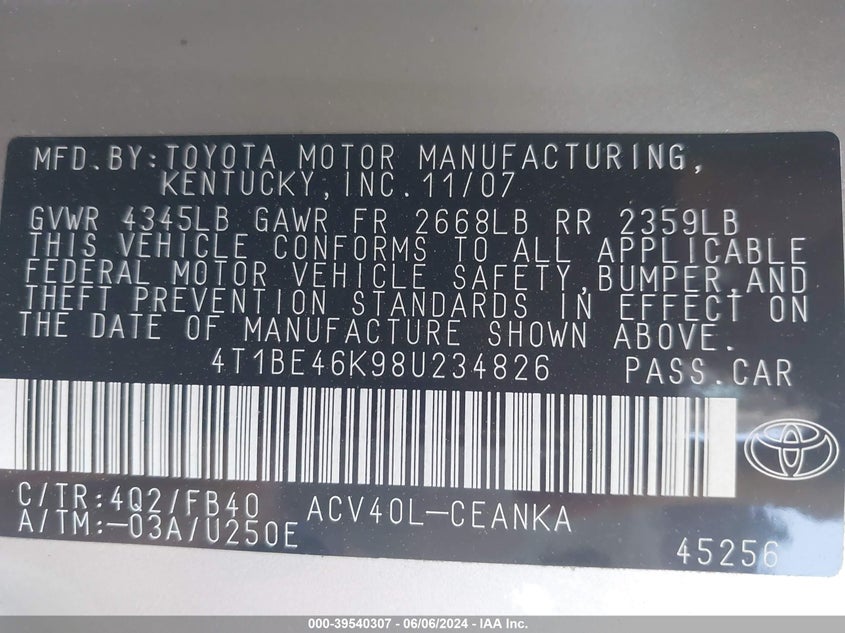 MFD.BY:TOYOTA MOTOR MANUFACTURING,
KENTUCKY,INC.11/07
GVWR 4345LB GAWR FR 2668LB RR 2359LB
THIS VEHICLE CONFORMS TO ALL APPLICABLE
FEDERAL MOTOR VEHICLE SAFETY,BUMPER,AND
THEFT PREVENTION STANDARDS IN EFFECT ON
THE DATE OF MANUFACTURE SHOWN ABOVE.
4T1BE46K98U234826 PASS.CAR
C/TR:4Q2/FB40 ACV40L-CEANKA
A/TM:-03A/U250E
45256
000-39540307 - 06/06/2024 - IAA Inc.